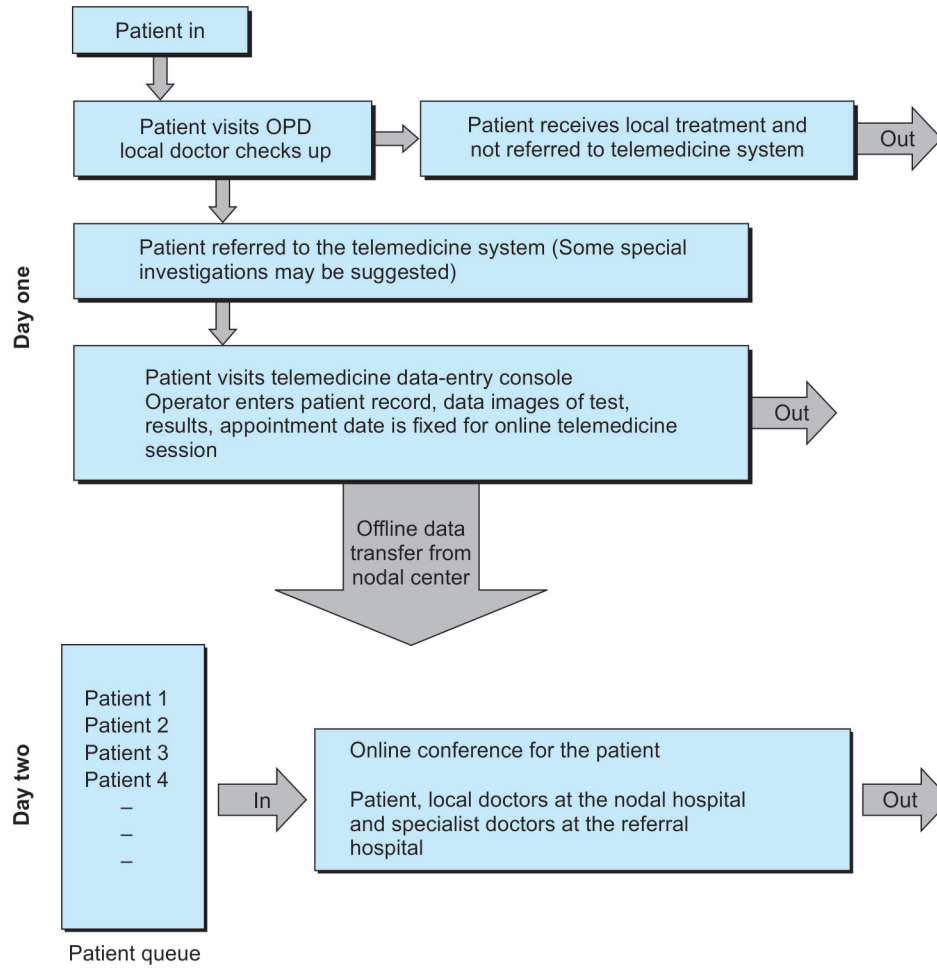 Patient in
Patient visits OPD
local doctor checks up
Patient receives local treatment and
not referred to telemedicine system
Out
Patient referred to the telemedicine system (Some special
investigations may be suggested)
Day one
Patient visits telemedicine data-entry console
Operator enters patient record, data images of test,
results, appointment date is fixed for online telemedicine
session
Out
Offline data
transfer from
nodal center
Day two
Patient 1
Patient 2
Patient 3
Patient 4
–
–
–
In
Online conference for the patient
Patient, local doctors at the nodal hospital
and specialist doctors at the referral
hospital
Out
Patient queue